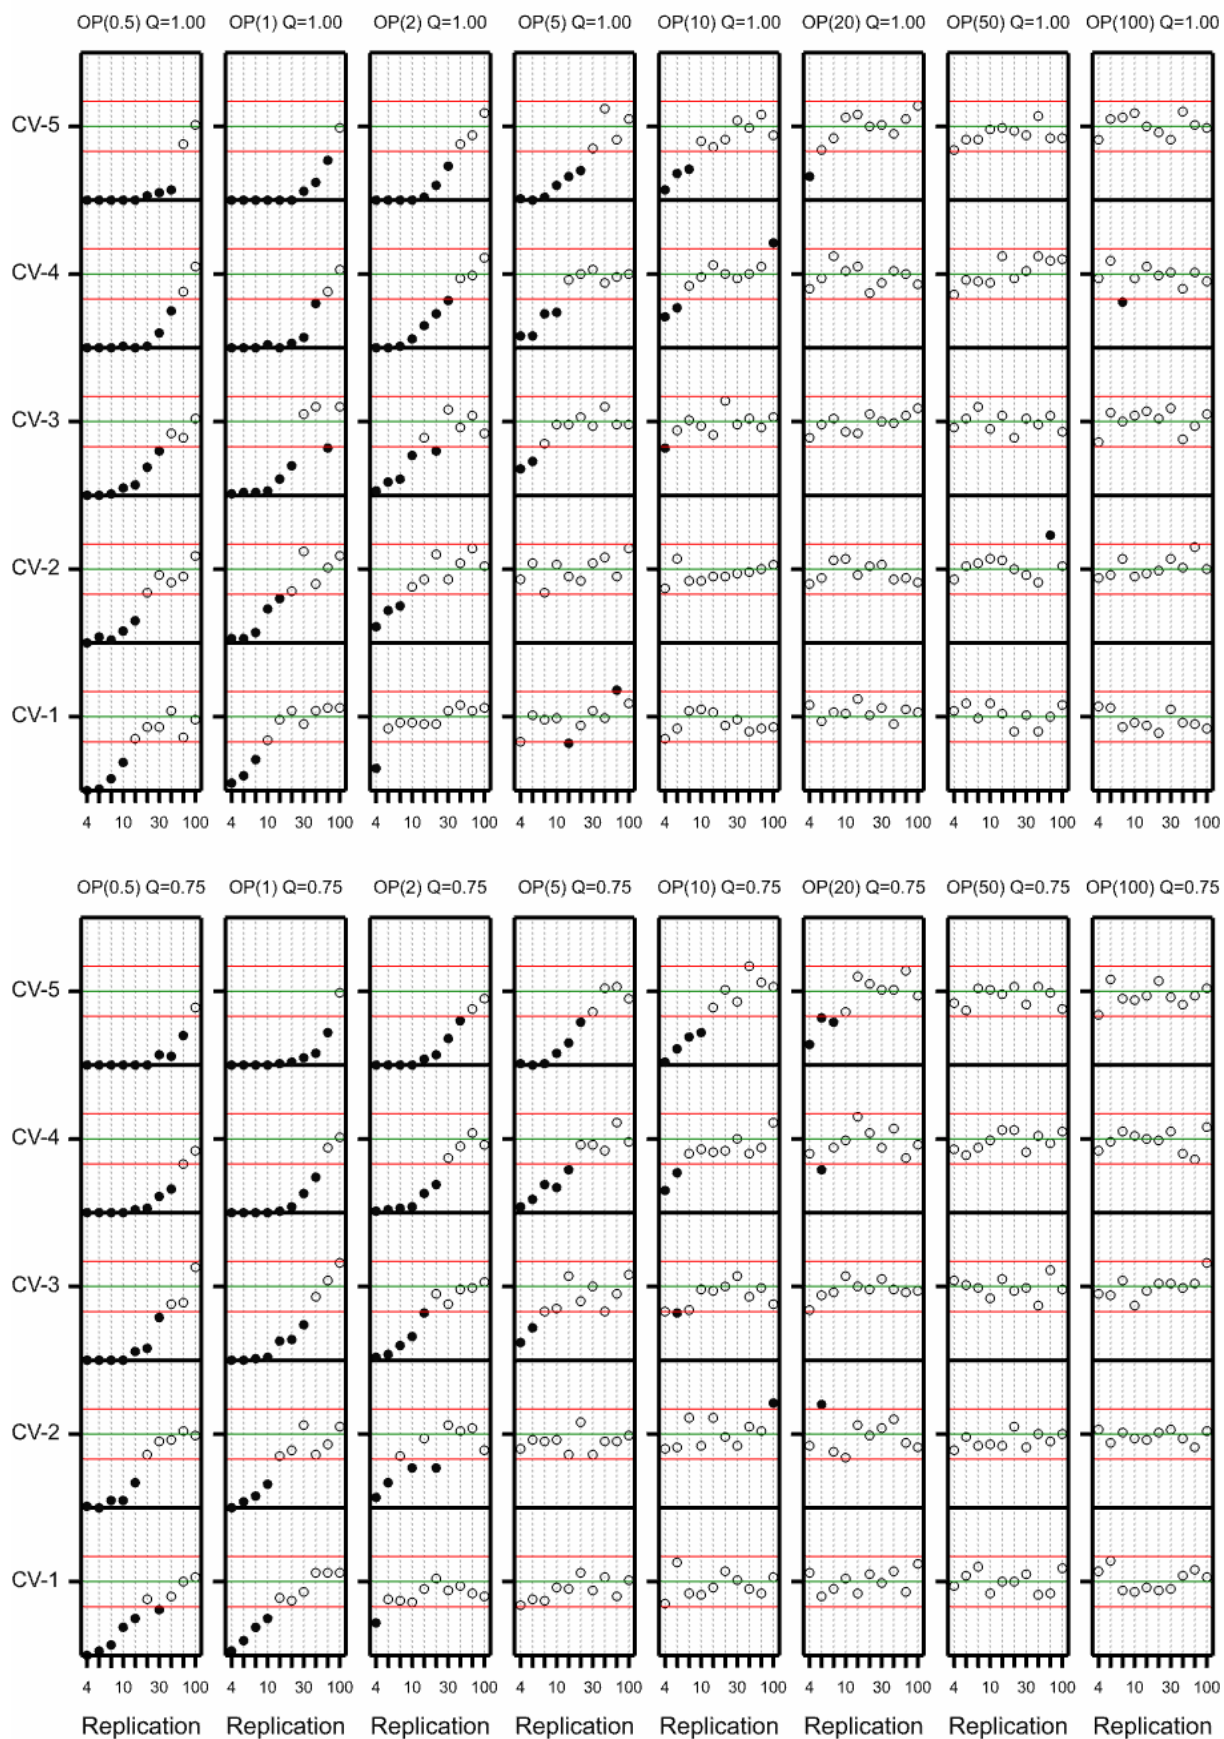 OP(0.5) Q=1.00 OP(1) Q=1.00 OP(2) Q=1.00 OP(5) Q=1.00 OP(10) Q=1.00 OP(20) Q=1.00 OP(50) Q=1.00 OP(100) Q=1.00
CV-5
CV-4
CV-3
CV-2
CV-1
4 10 30 100 4 10 30 100 4 10 30 100 4 10 30 100 4 10 30 100 4 10 30 100 4 10 30 100 4 10 30 100
OP(0.5) Q=0.75 OP(1) Q=0.75 OP(2) Q=0.75 OP(5) Q=0.75 OP(10) Q=0.75 OP(20) Q=0.75 OP(50) Q=0.75 OP(100) Q=0.75
CV-5
CV-4
CV-3
CV-2
CV-1
4 10 30 100 4 10 30 100 4 10 30 100 4 10 30 100 4 10 30 100 4 10 30 100 4 10 30 100 4 10 30 100
Replication Replication Replication Replication Replication Replication Replication Replication